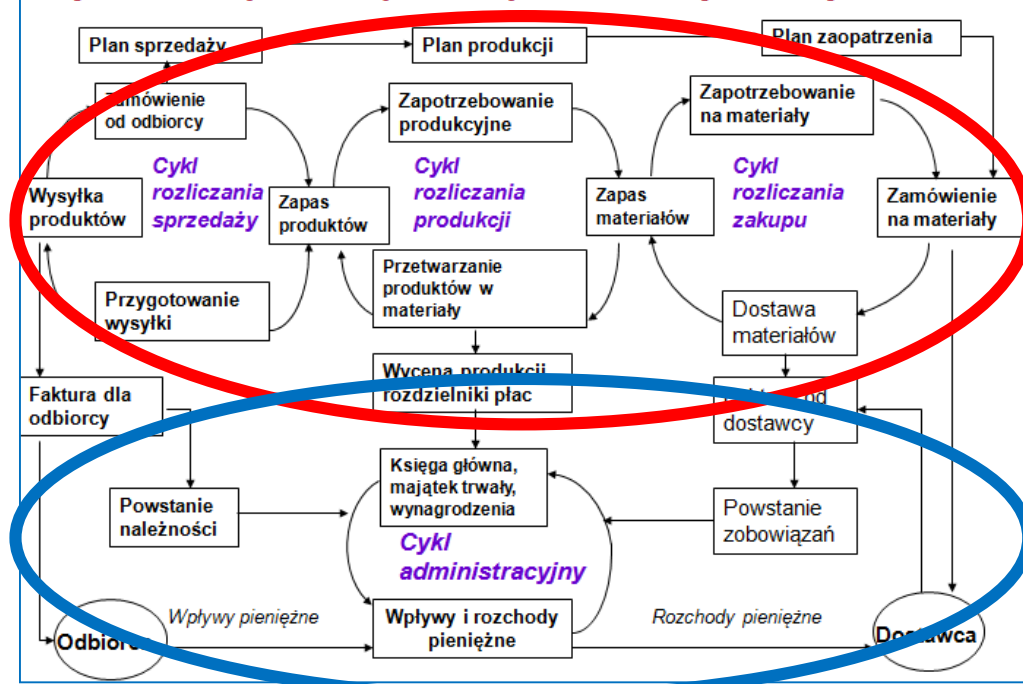 Plan sprzedaży
Plan produkcji
Plan zaopatrzenia
Zamówienie
od odbiorcy
Zapotrzebowanie
produkcyjne
Zapotrzebowanie
na materiały
Cykl
rozliczania
sprzedaży
Cykl
rozliczania
produkcji
Cykl
rozliczania
zakupu
Wysyłka
produktów
Zapas
produktów
Zapas
materiałów
Zamówienie
na materiały
Przygotowanie
wysyłki
Przetwarzanie
produktów w
materiały
Dostawa
materiałów
Wycena produkcji
rozdzielniki płac
Faktura dla
odbiorcy
od
dostawcy
Księga główna,
majątek trwały,
wynagrodzenia
Powstanie
należności
Powstanie
zobowiązań
Cykl
administracyjny
Wpływy pieniężne
Wpływy i rozchody
pieniężne
Rozchody pieniężne
Odbiorca
Dostawca